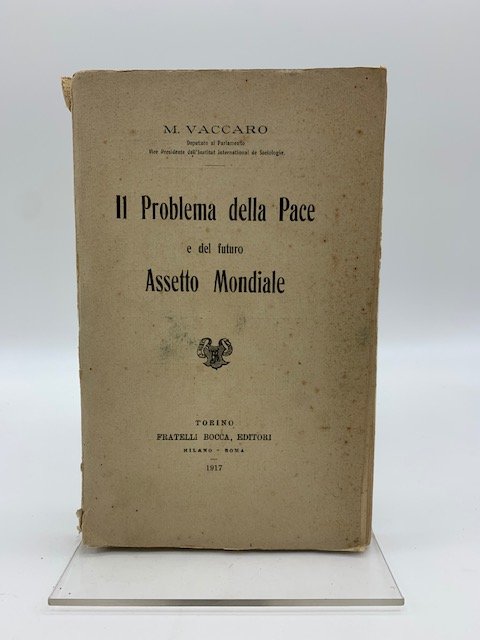 M. VACCARO
Deputato al Parlamento
Vice Presidente dell'Institut International de Sociologie.
Il Problema della Pace
e del futuro
Assetto Mondiale
TORINO
FRATELLI BOCCA, EDITORI
MILANO - ROMA
1917